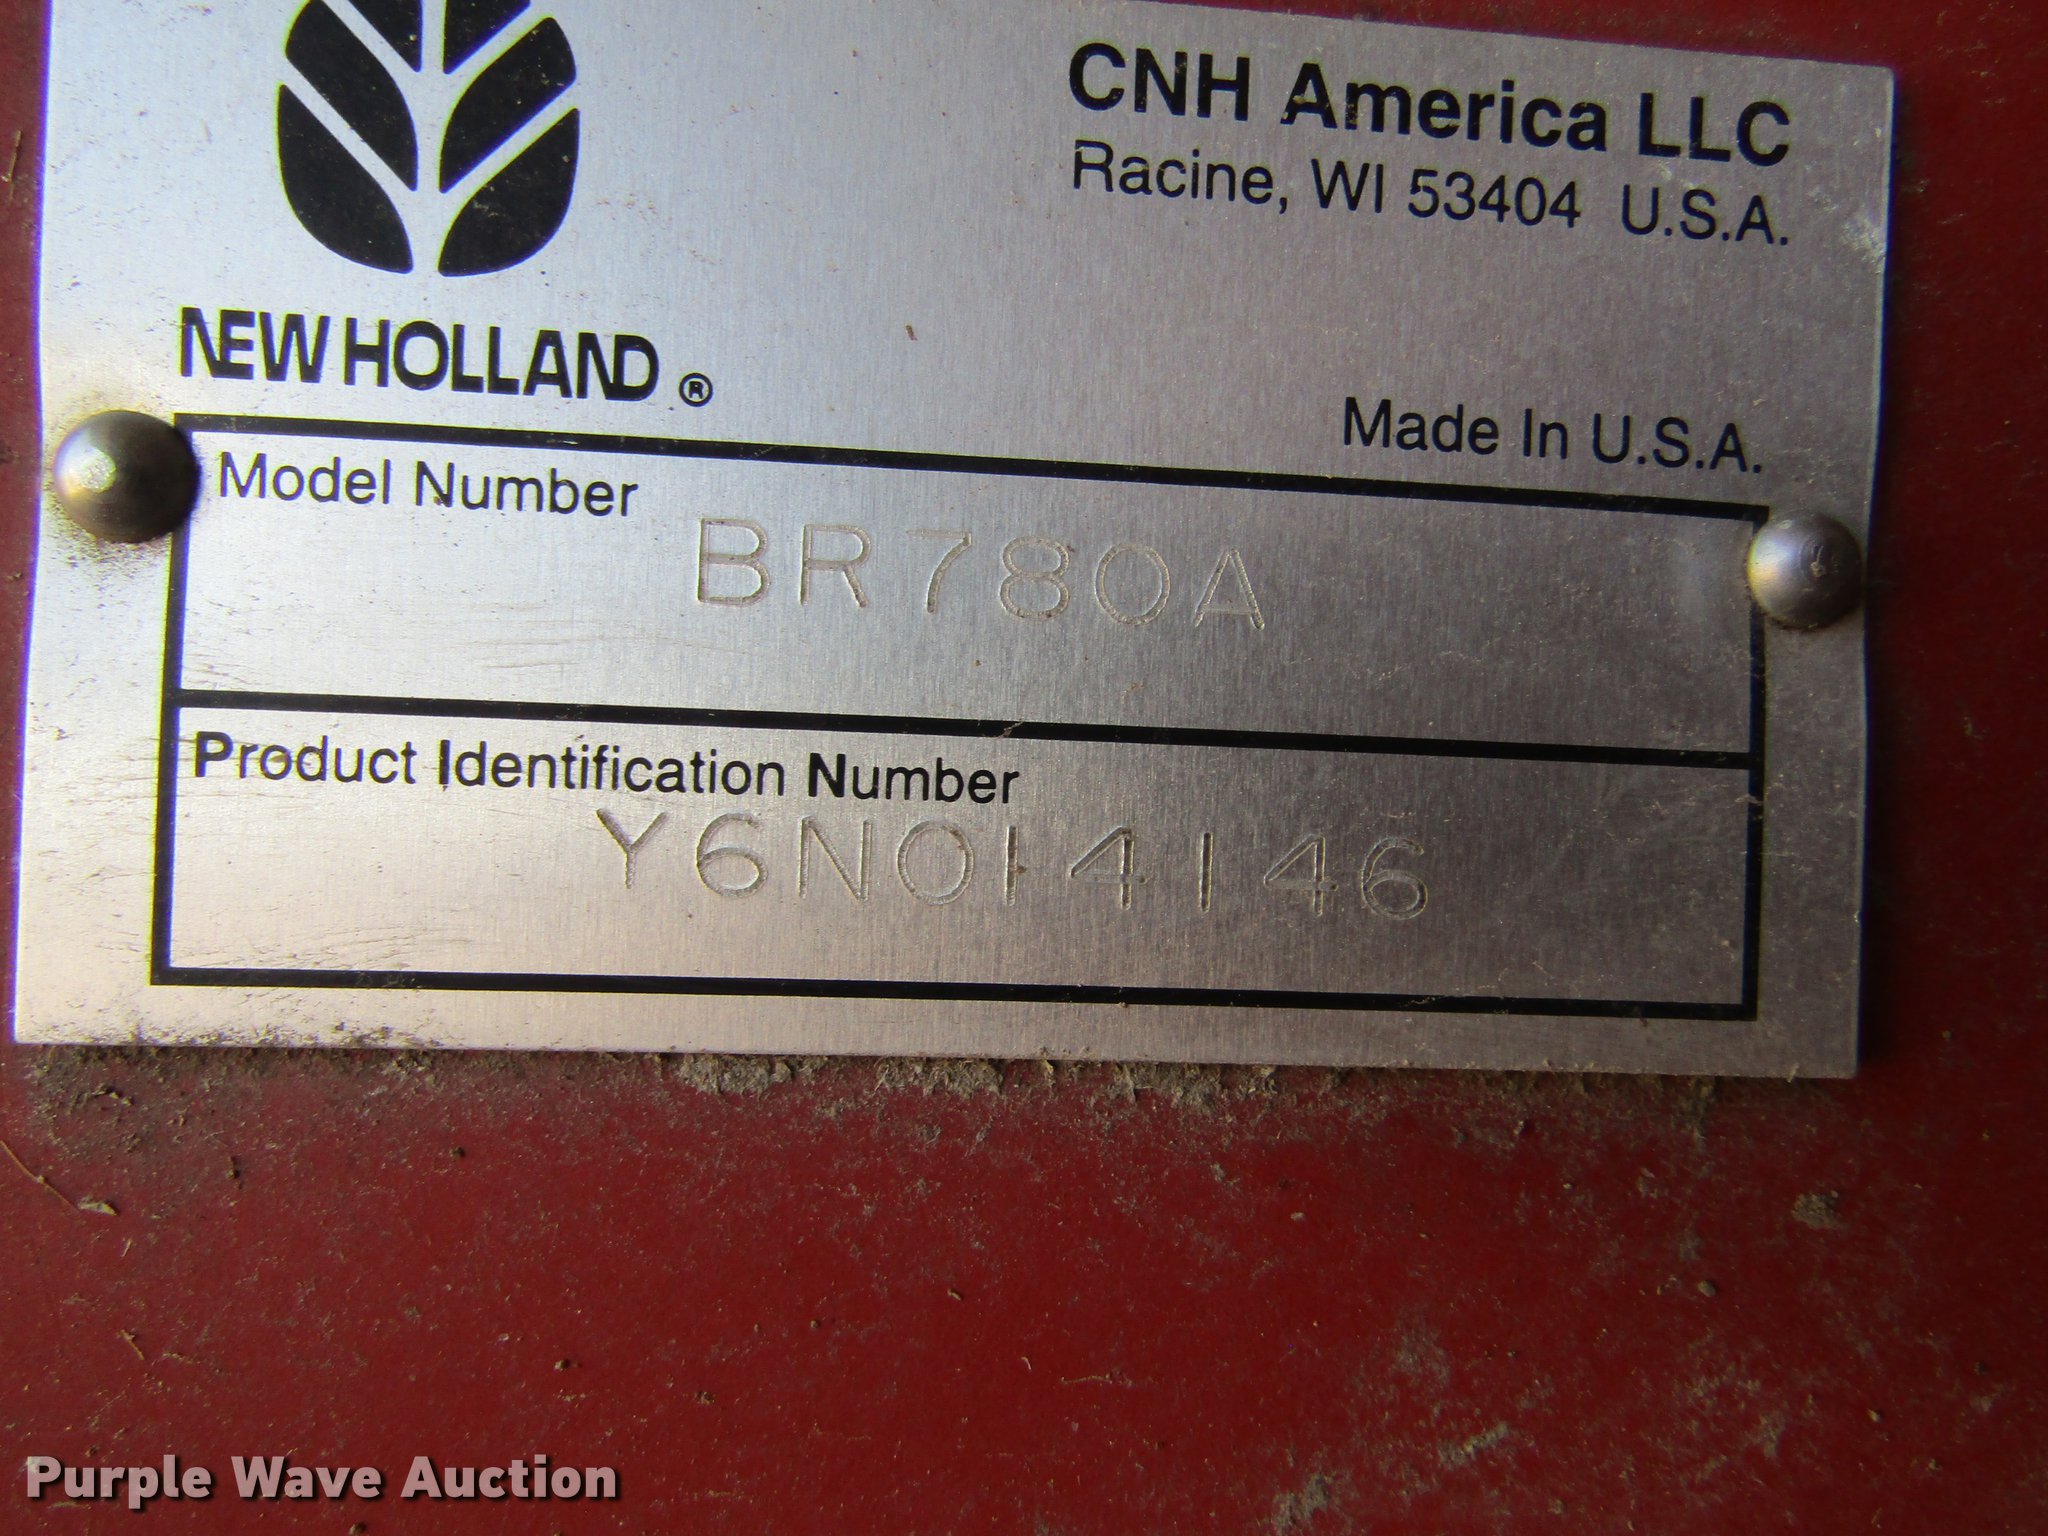 CNH America LLC
Racine, WI 53404 U.S.A.
NEW HOLLAND ®
Made In U.S.A.
Model Number
BR780A
Product Identification Number
Y6N014146
Purple Wave Auction